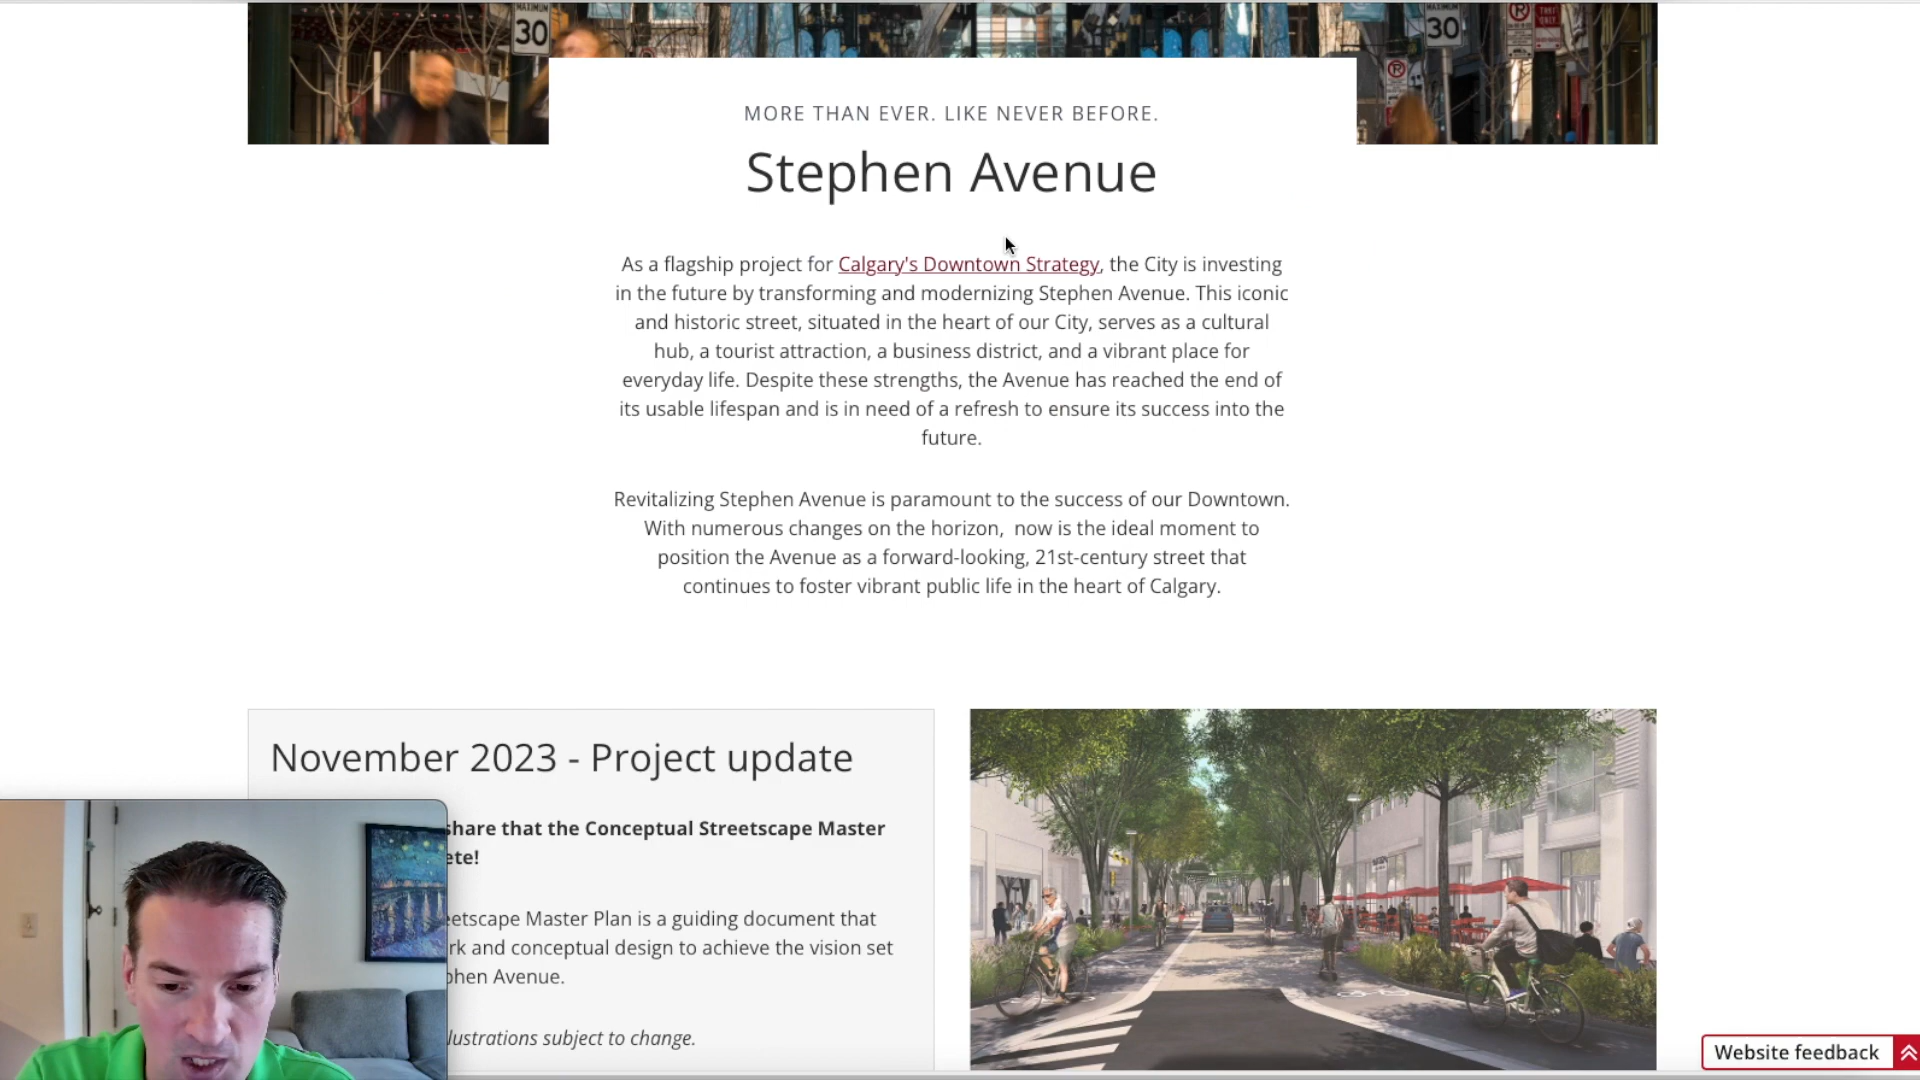 MAXIMUM
30
MAXIMUM
30
MORE THAN EVER. LIKE NEVER BEFORE.
Stephen Avenue
As a flagship project for Calgary's Downtown Strategy, the City is investing
in the future by transforming and modernizing Stephen Avenue. This iconic
and historic street, situated in the heart of our City, serves as a cultural
hub, a tourist attraction, a business district, and a vibrant place for
everyday life. Despite these strengths, the Avenue has reached the end of
its usable lifespan and is in need of a refresh to ensure its success into the
future.
Revitalizing Stephen Avenue is paramount to the success of our Downtown.
With numerous changes on the horizon,  now is the ideal moment to
position the Avenue as a forward-looking, 21st-century street that
continues to foster vibrant public life in the heart of Calgary.
November 2023 - Project update
share that the Conceptual Streetscape Master
ete!
eetscape Master Plan is a guiding document that
rk and conceptual design to achieve the vision set
phen Avenue.
lustrations subject to change.
Website feedback